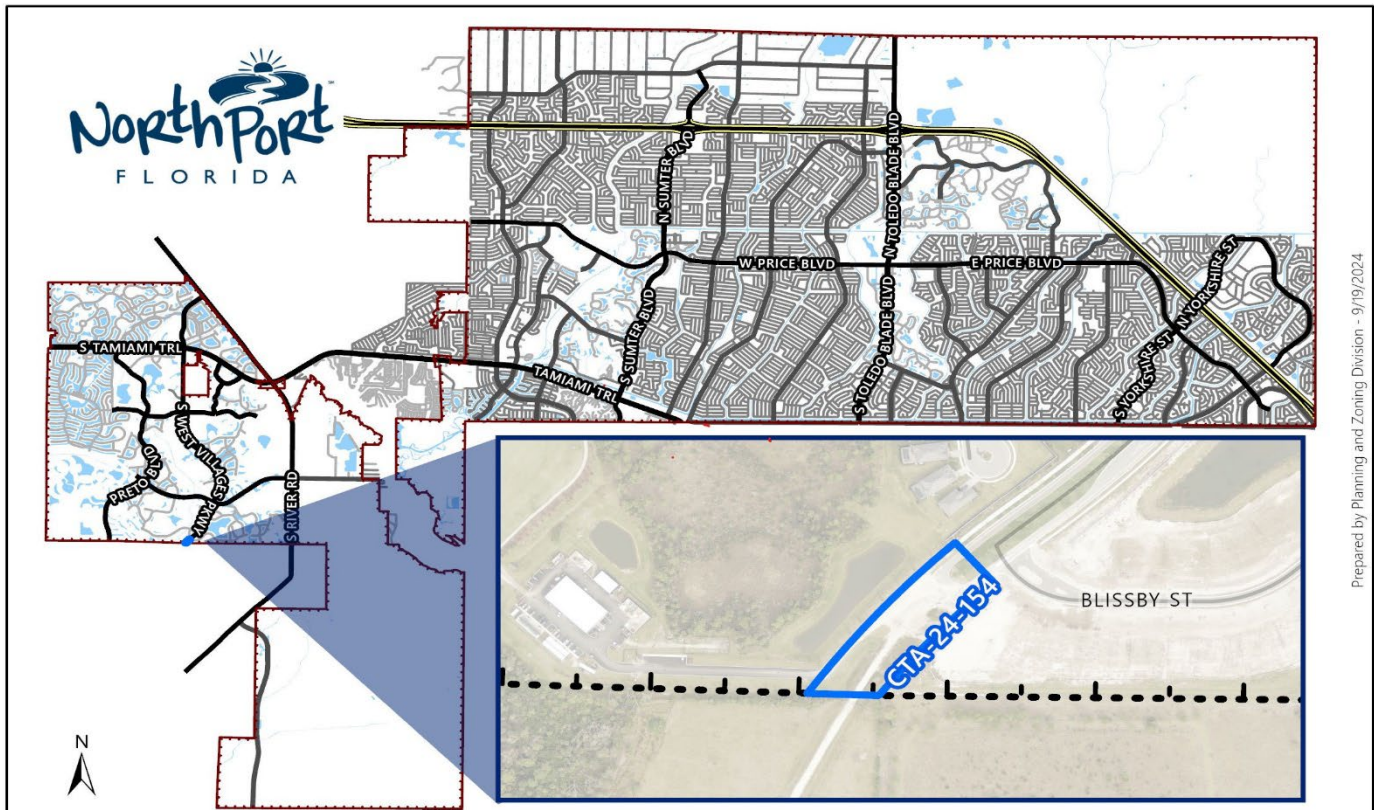 North Port
FLORIDA
N SUMTER BLVD
N TOLEDO BLADE BLVD
W PRICE BLVD
E PRICE BLVD
N YORKSHIRE ST
S YORKSHIRE ST
S SUMTER BLVD
S TOLEDO BLADE BLVD
TAMIAMI TRL
S TAMIAMI TRL
S WEST VILLAGES PKWY
PRETO BLVD
S RIVER RD
BLISSBY ST
CTA-24-154
N
Prepared by Planning and Zoning Division - 9/19/2024